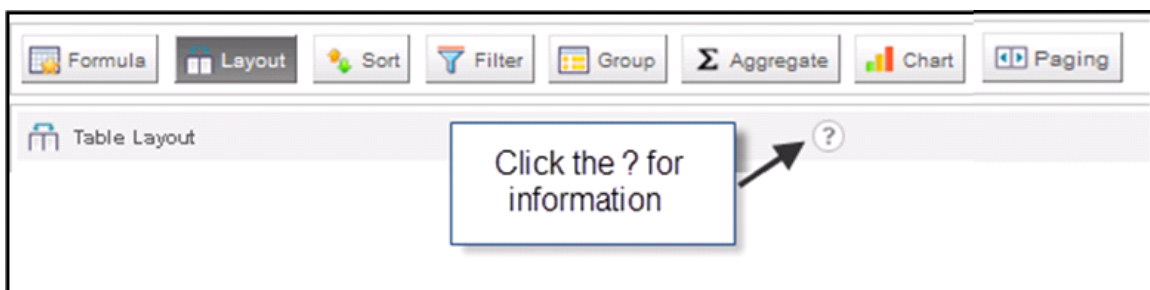 Formula Layout Sort Filter Group Σ Aggregate Chart Paging
Table Layout
?
Click the ? for
information